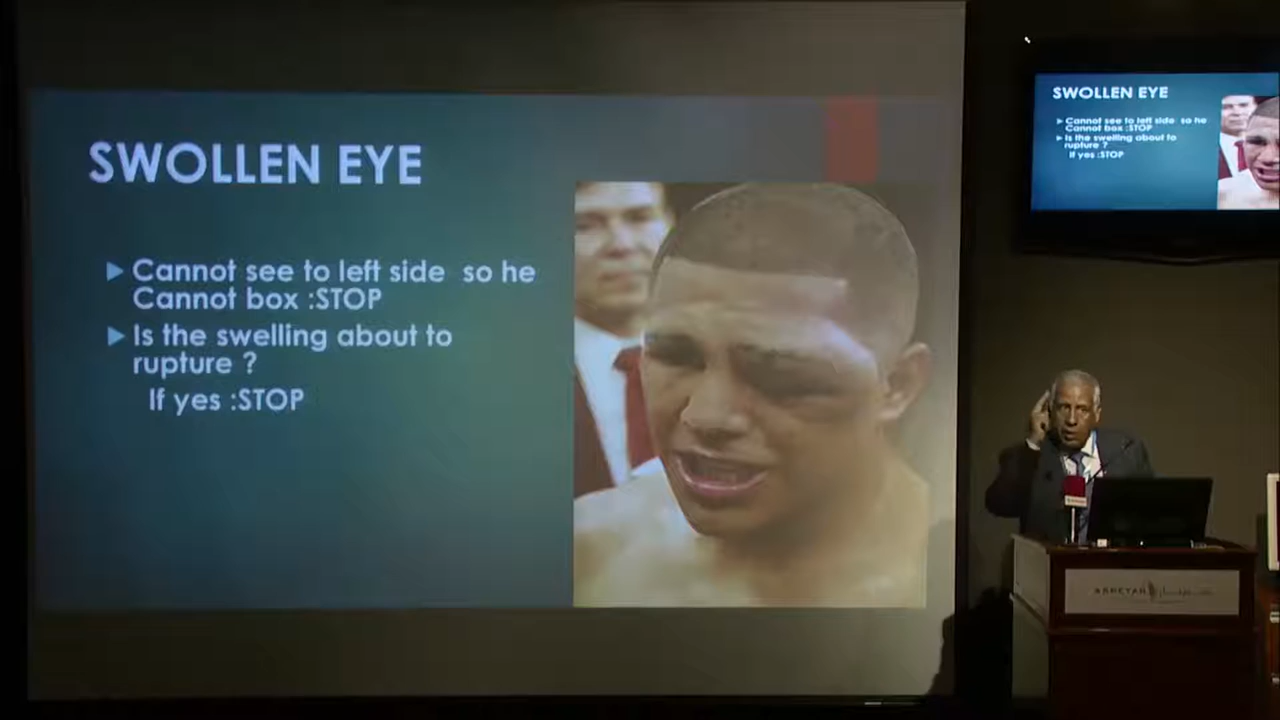 SWOLLEN EYE
Cannot see to left side so he
Cannot box :STOP
Is the swelling about to
rupture ?
If yes :STOP
SWOLLEN EYE
Cannot see to left side so he
Cannot box :STOP
Is the swelling about to
rupture ?
If yes :STOP